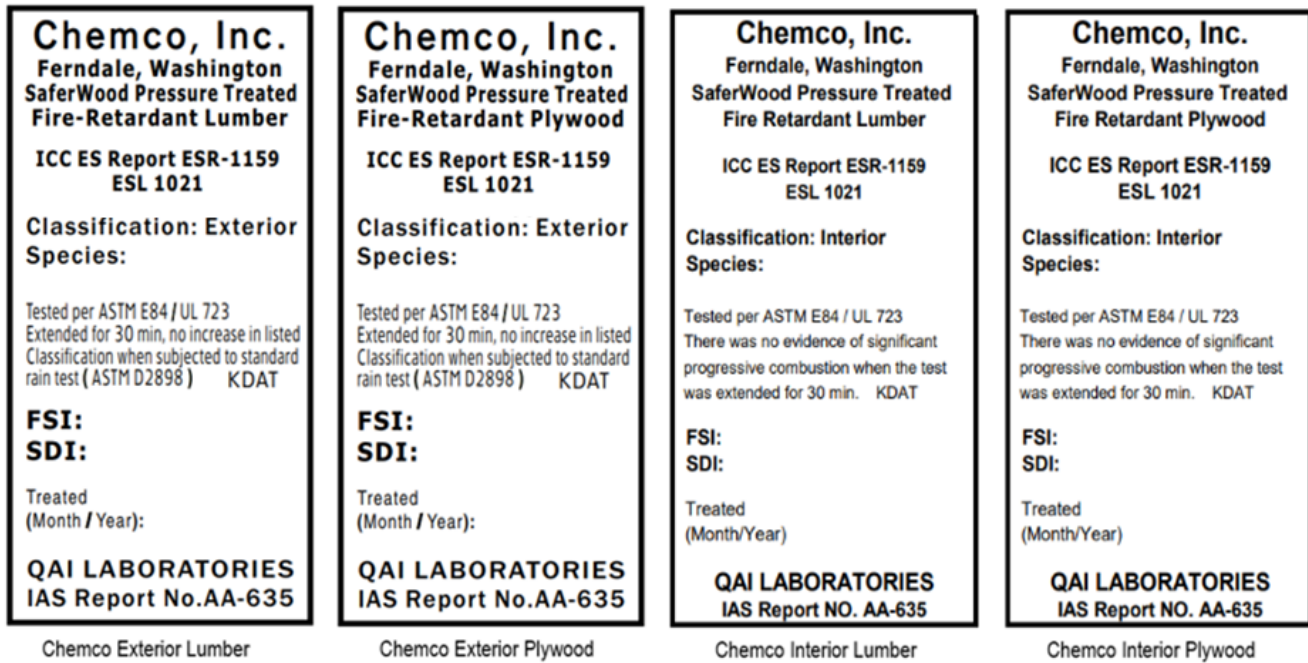 Chemco, Inc.
Ferndale, Washington
SaferWood Pressure Treated
Fire-Retardant Lumber
ICC ES Report ESR-1159
ESL 1021
Classification: Exterior
Species:
Tested per ASTM E84 / UL 723
Extended for 30 min, no increase in listed
Classification when subjected to standard
rain test ( ASTM D2898 ) KDAT
FSI:
SDI:
Treated
(Month / Year):
QAI LABORATORIES
IAS Report No.AA-635
Chemco Exterior Lumber
Chemco, Inc.
Ferndale, Washington
SaferWood Pressure Treated
Fire-Retardant Plywood
ICC ES Report ESR-1159
ESL 1021
Classification: Exterior
Species:
Tested per ASTM E84 / UL 723
Extended for 30 min, no increase in listed
Classification when subjected to standard
rain test ( ASTM D2898 ) KDAT
FSI:
SDI:
Treated
(Month / Year):
QAI LABORATORIES
IAS Report No.AA-635
Chemco Exterior Plywood
Chemco, Inc.
Ferndale, Washington
SaferWood Pressure Treated
Fire Retardant Lumber
ICC ES Report ESR-1159
ESL 1021
Classification: Interior
Species:
Tested per ASTM E84 / UL 723
There was no evidence of significant
progressive combustion when the test
was extended for 30 min. KDAT
FSI:
SDI:
Treated
(Month/Year)
QAI LABORATORIES
IAS Report NO. AA-635
Chemco Interior Lumber
Chemco, Inc.
Ferndale, Washington
SaferWood Pressure Treated
Fire Retardant Plywood
ICC ES Report ESR-1159
ESL 1021
Classification: Interior
Species:
Tested per ASTM E84 / UL 723
There was no evidence of significant
progressive combustion when the test
was extended for 30 min. KDAT
FSI:
SDI:
Treated
(Month/Year)
QAI LABORATORIES
IAS Report NO. AA-635
Chemco Interior Plywood